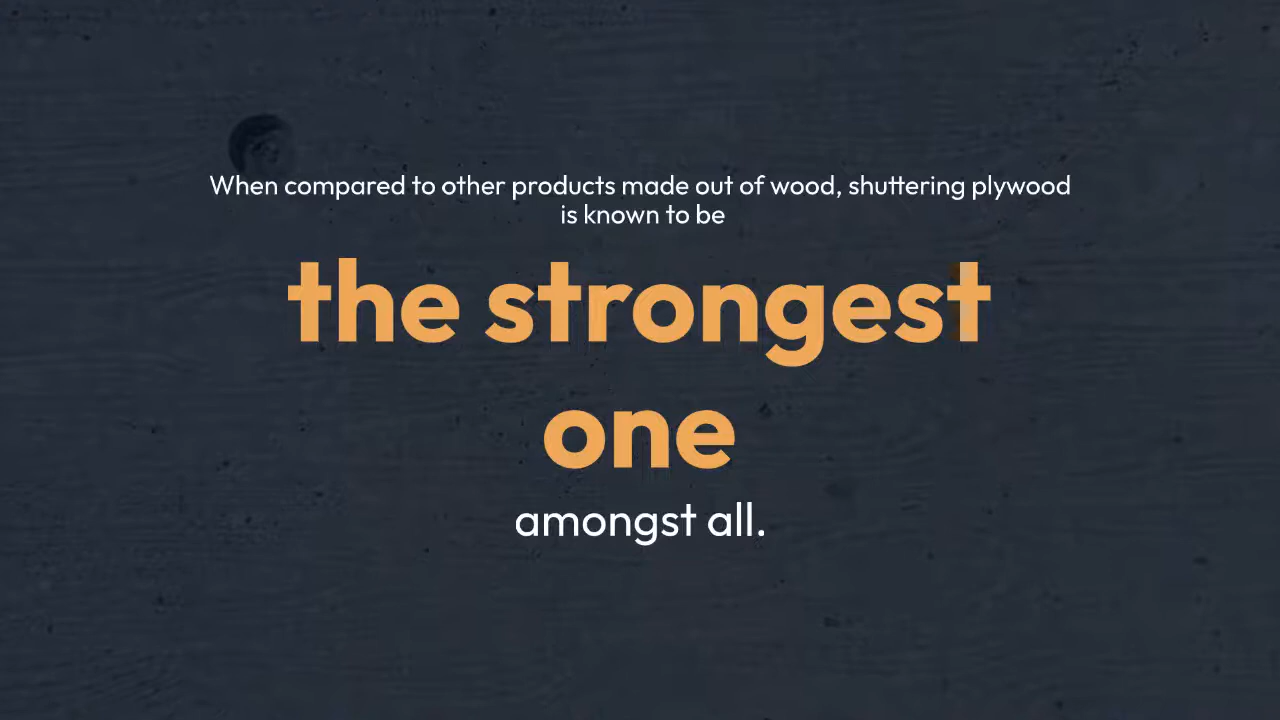 When compared to other products made out of wood, shuttering plywood
is known to be
the strongest
one
amongst all.